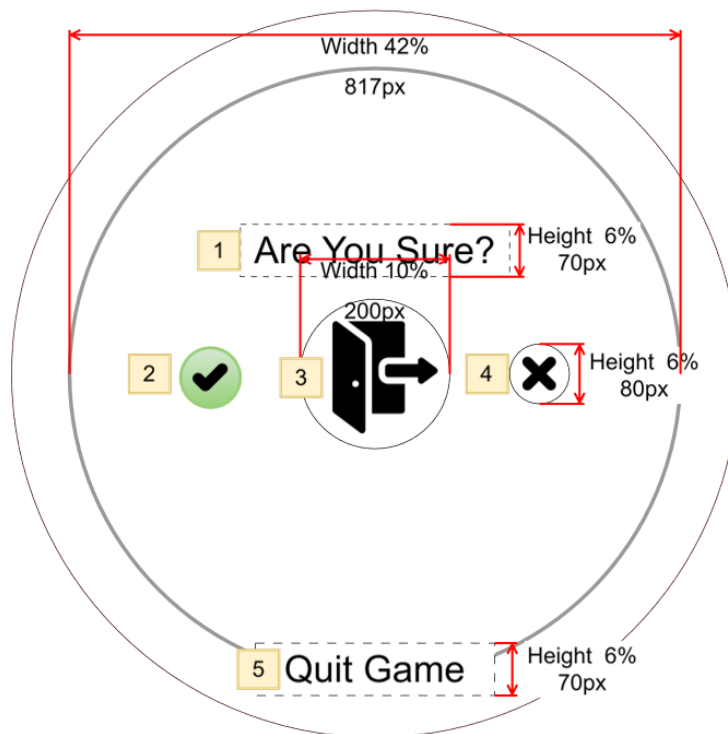 Width 42%
817px
1
Are You Sure?
Height 6%
70px
Width 10%
200px
2
3
4
Height 6%
80px
5
Quit Game
Height 6%
70px